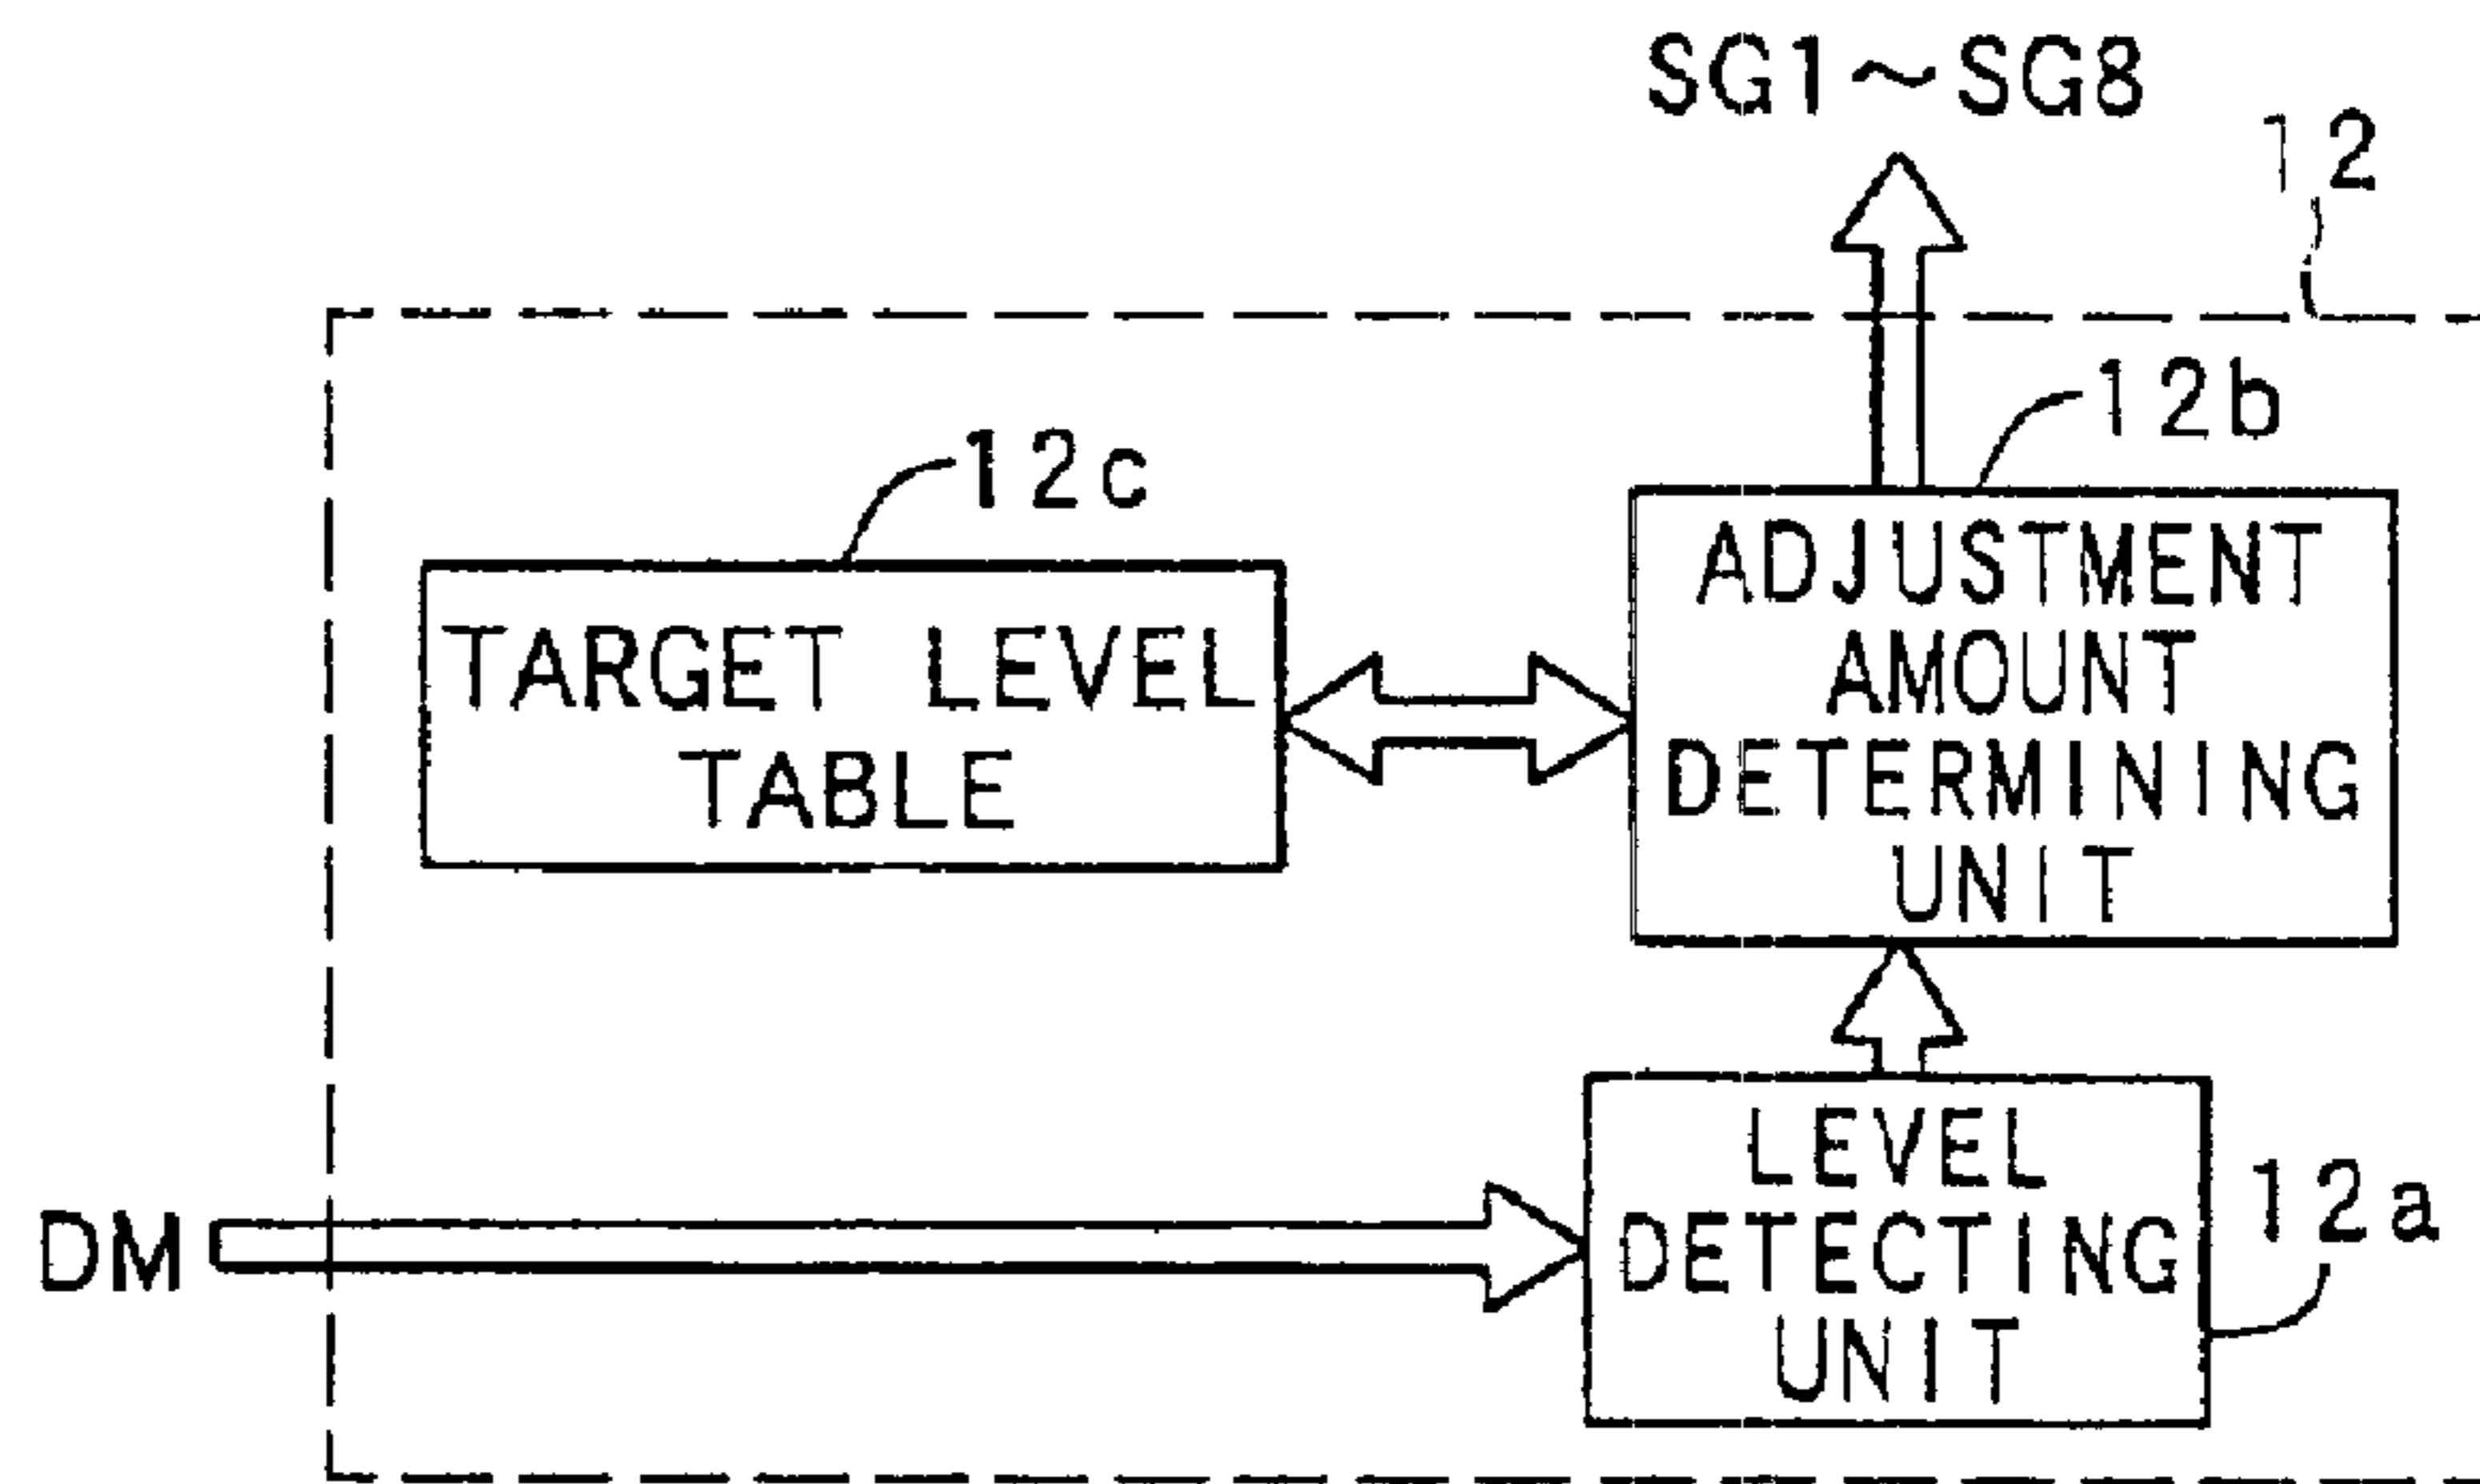 SG1~SG8
12
12b
12c
ADJUSTMENT
AMOUNT
DETERMINING
UNIT
TARGET LEVEL
TABLE
LEVEL
DETECTING
UNIT
12a
DM